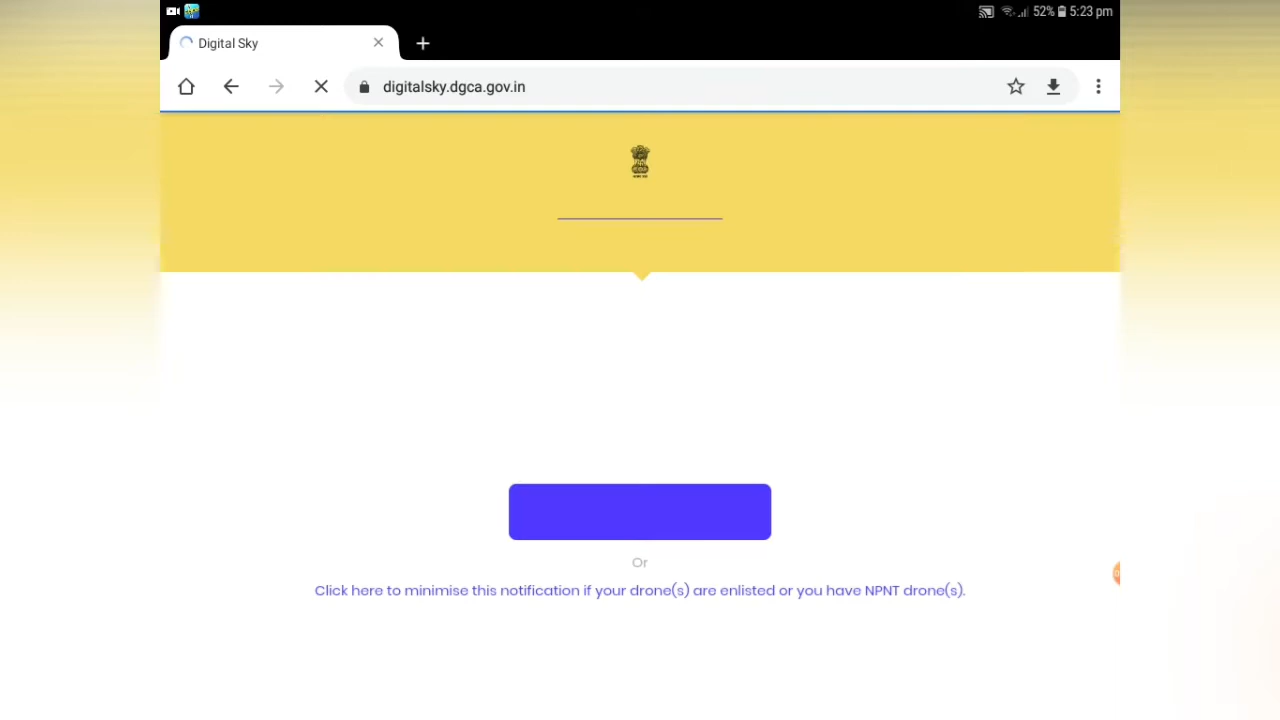 52% 5:23 pm
Digital Sky
digitalsky.dgca.gov.in
Or
Click here to minimise this notification if your drone(s) are enlisted or you have NPNT drone(s).